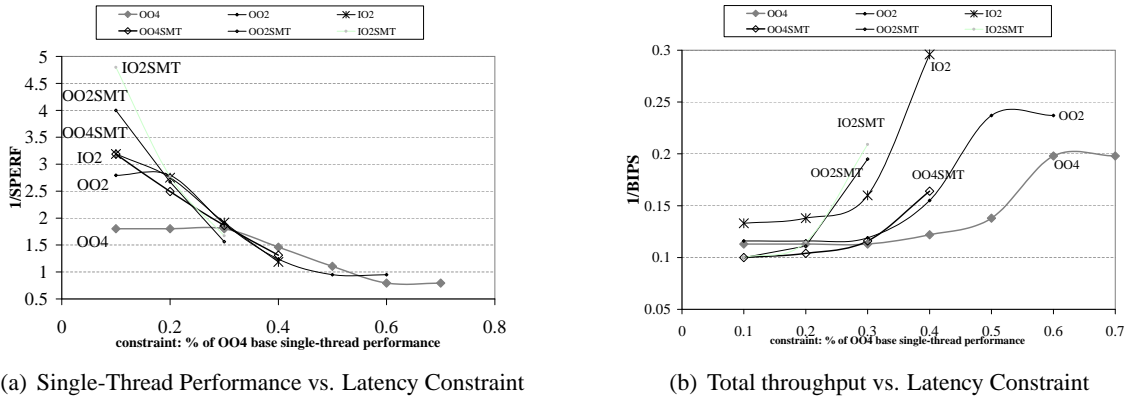 OO4 OO2 IO2
OO4SMT OO2SMT IO2SMT
5
4.5
4
3.5
3
2.5
2
1.5
1
0.5
1/SPERF
IO2SMT
OO2SMT
OO4SMT
IO2
OO2
OO4
0 0.2 0.4 0.6 0.8
constraint: % of OO4 base single-thread performance
(a) Single-Thread Performance vs. Latency Constraint
OO4 OO2 IO2
OO4SMT OO2SMT IO2SMT
0.3
0.25
0.2
0.15
0.1
0.05
1/BIPS
IO2
OO2
IO2SMT
OO4
OO2SMT
OO4SMT
0 0.1 0.2 0.3 0.4 0.5 0.6 0.7
constraint: % of OO4 base single-thread performance
(b) Total throughput vs. Latency Constraint